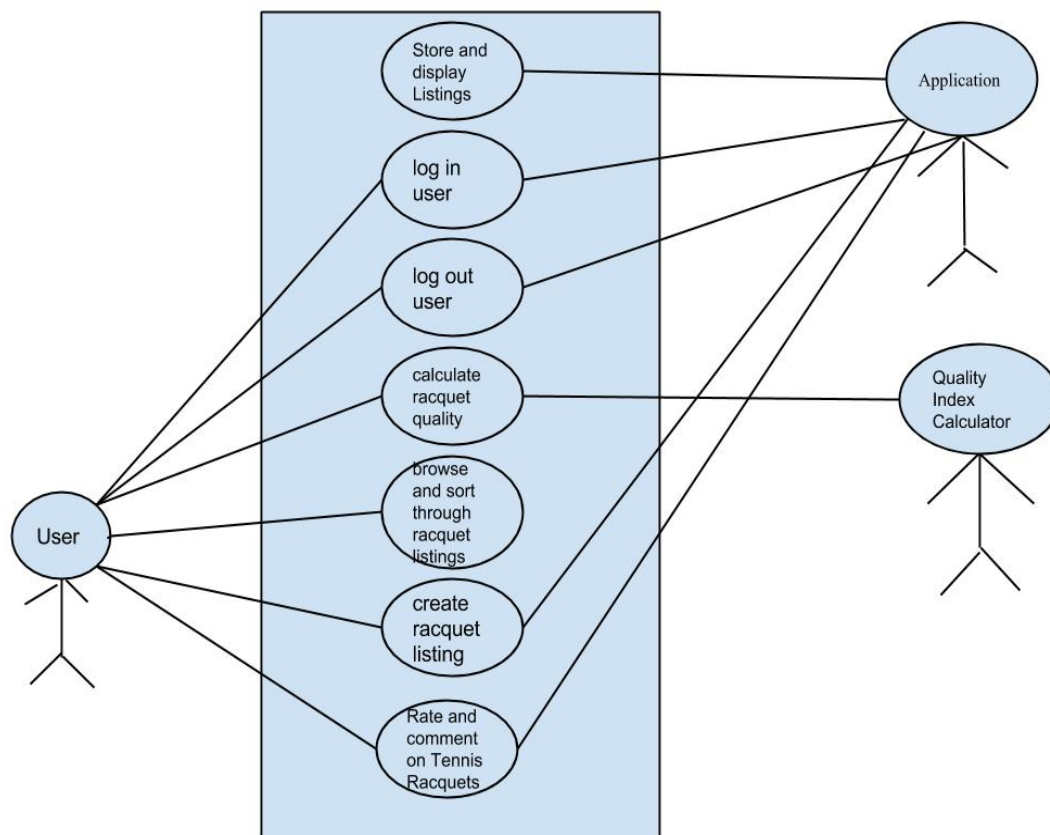 Store and
display
Listings
Application
log in
user
log out
user
calculate
racquet
quality
Quality
Index
Calculator
browse
and sort
through
racquet
listings
User
create
racquet
listing
Rate and
comment
on Tennis
Racquets